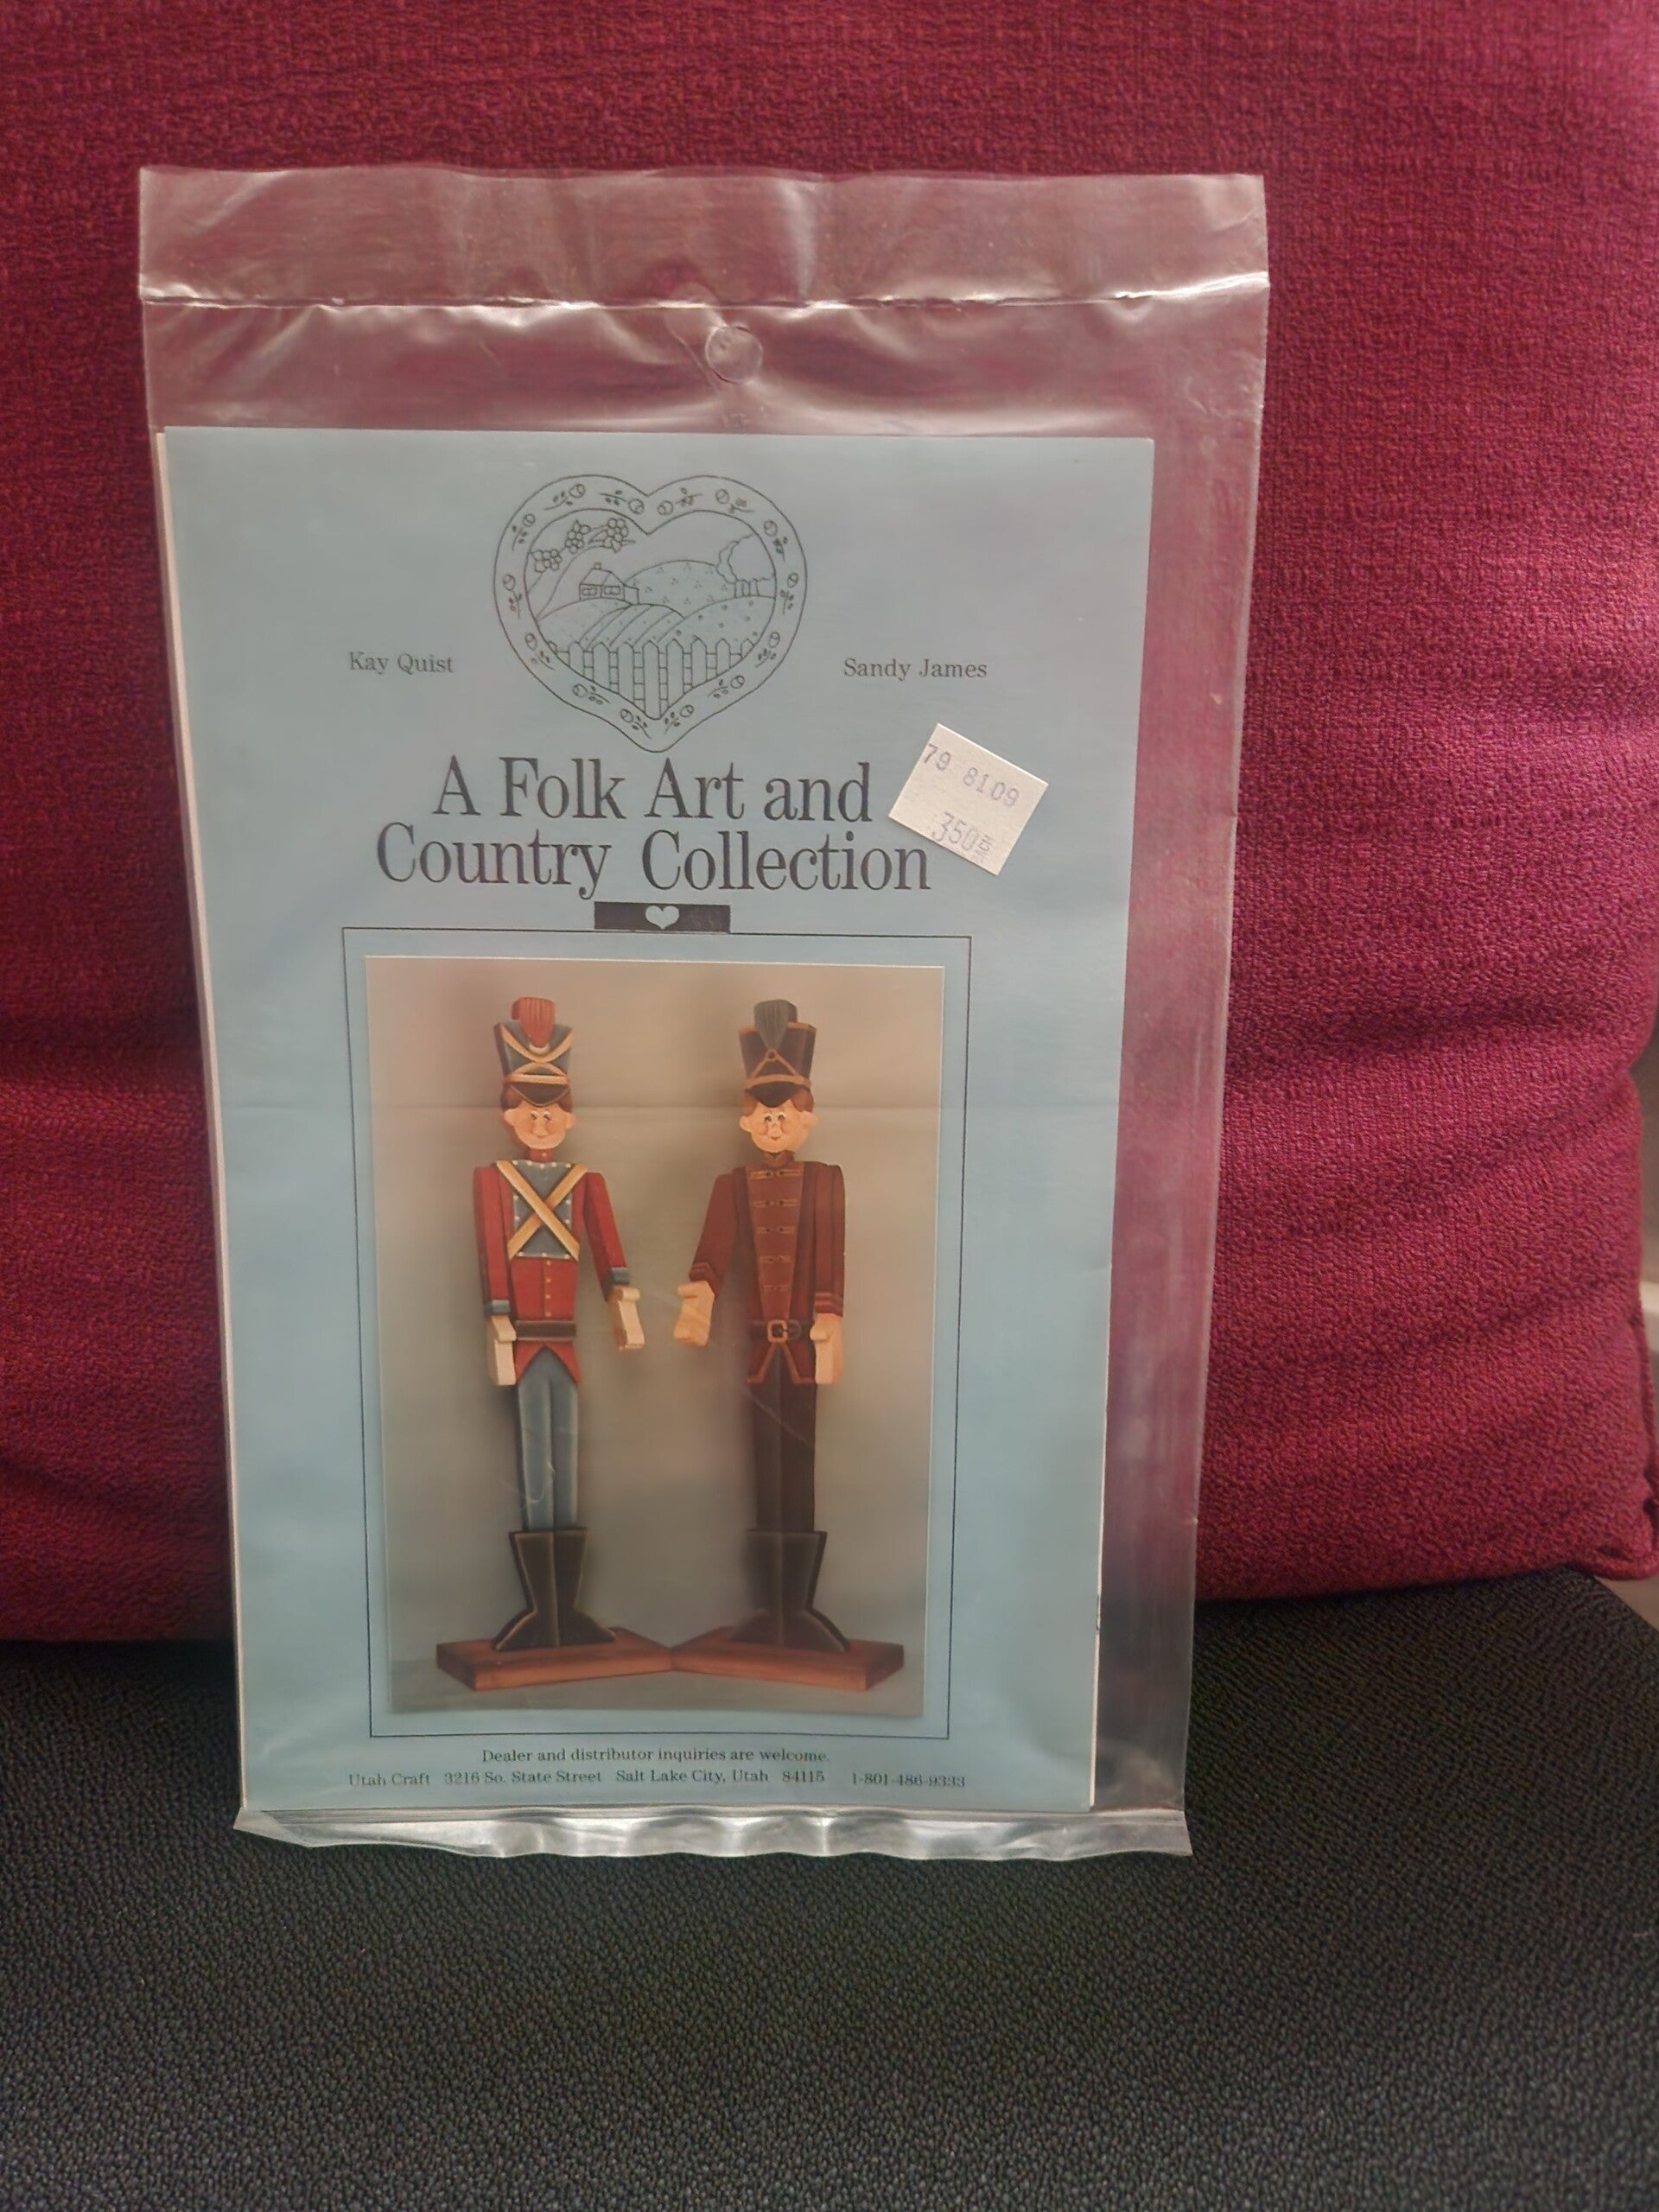 Kay Quist
Sandy James
A Folk Art and
Country Collection
79 8109
350
Dealer and distributor inquiries are welcome.
Utah Craft 3216 So. State Street Salt Lake City, Utah 84115 1-801-486-9333